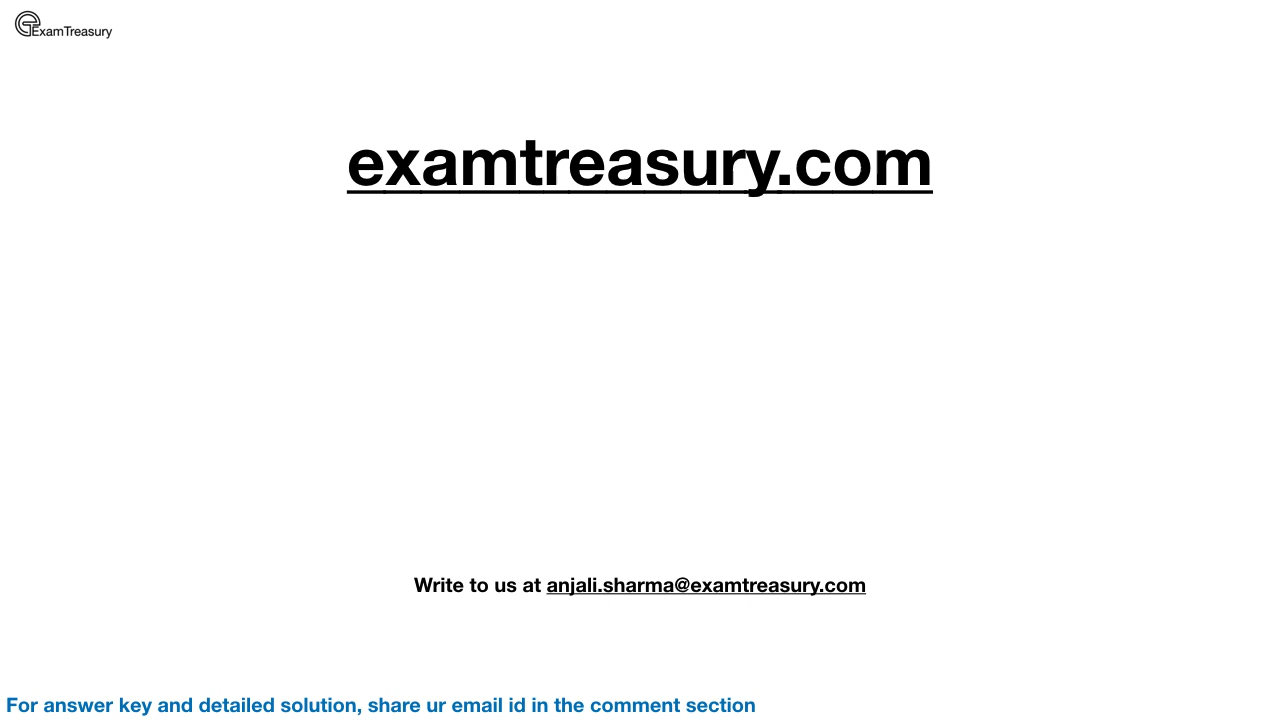 ExamTreasury
examtreasury.com
Write to us at anjali.sharma@examtreasury.com
For answer key and detailed solution, share ur email id in the comment section